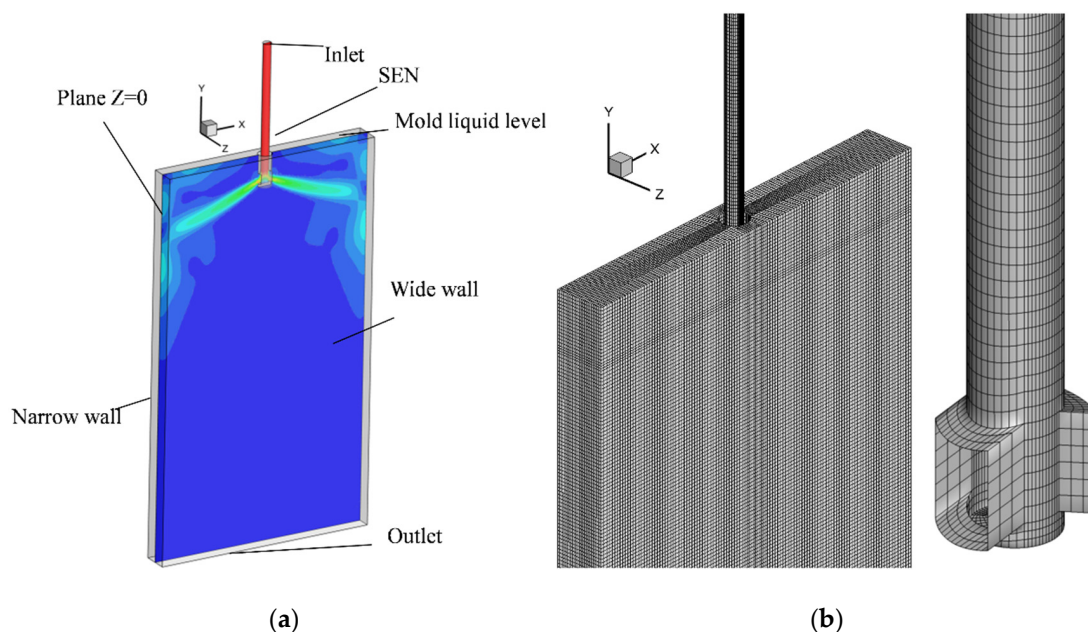 Inlet
SEN
Plane Z=0
Mold liquid level
Y
X
Z
Wide wall
Narrow wall
Outlet
(a)
Y
X
Z
(b)